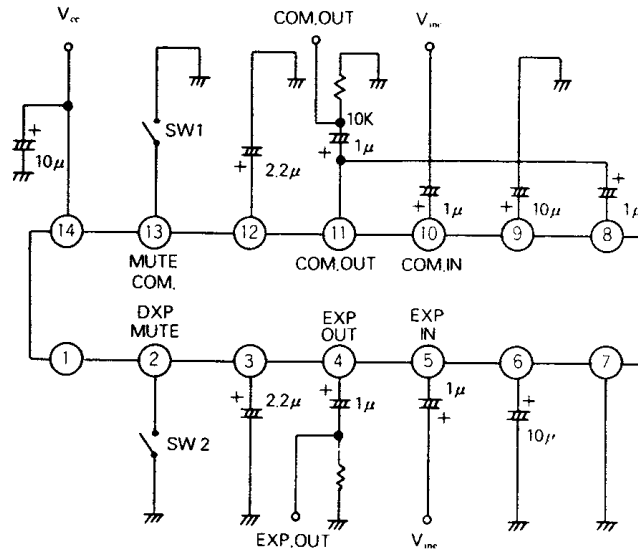 Vcc
COM.OUT
Vinc
SW1
10K
1μ
10μ
2.2μ
1μ
10μ
1μ
14
13
12
11
10
9
8
MUTE
COM.
COM.OUT
COM.IN
DXP
MUTE
EXP
OUT
EXP
IN
1
2
3
4
5
6
7
2.2μ
1μ
1μ
10μ
SW2
EXP.OUT
Vinc